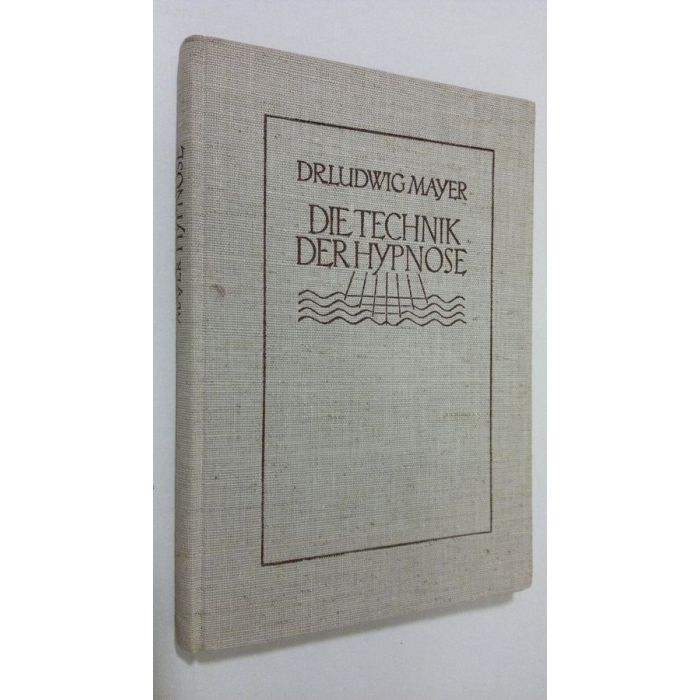 DR LUDWIG MAYER
DIE TECHNIK
DER HYPNOSE
MAYER HYPNOSE